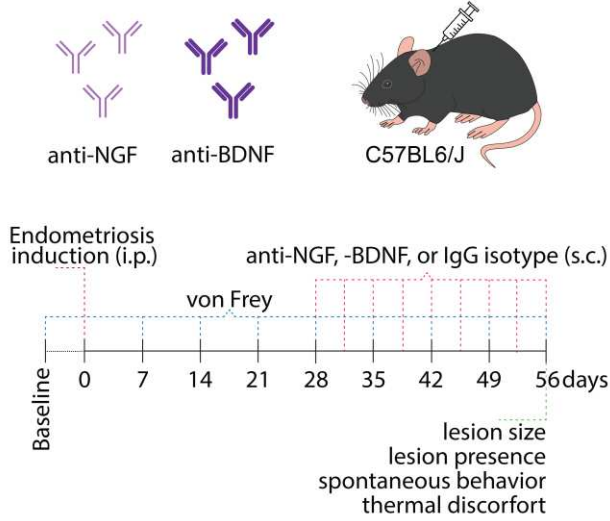 anti-NGF
anti-BDNF
C57BL6/J
Endometriosis
induction (i.p.)
anti-NGF, -BDNF, or IgG isotype (s.c.)
von Frey
Baseline
0 7 14 21 28 35 42 49 56 days
lesion size
lesion presence
spontaneous behavior
thermal discorfort